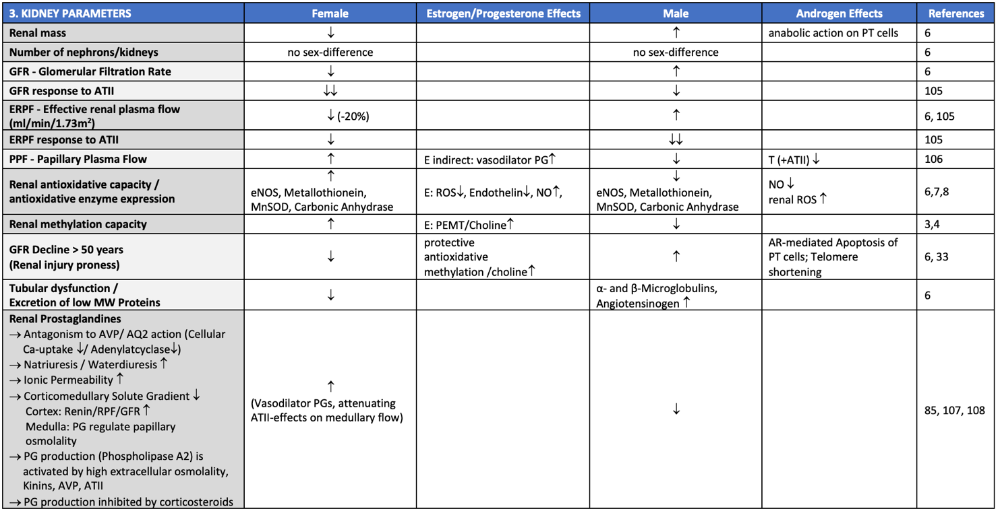 3. KIDNEY PARAMETERS Female Estrogen/Progesterone Effects Male Androgen Effects References
Renal mass ↓ ↑ anabolic action on PT cells 6
Number of nephrons/kidneys no sex-difference no sex-difference 6
GFR - Glomerular Filtration Rate ↓ ↑ 6
GFR response to ATII ↓↓ ↓ 105
ERPF - Effective renal plasma flow
(ml/min/1.73m²) ↓ (-20%) ↑ 6, 105
ERPF response to ATII ↓ ↓↓ 105
PPF - Papillary Plasma Flow ↑ E indirect: vasodilator PG↑ ↓ T (+ATII) ↓ 106
Renal antioxidative capacity /
antioxidative enzyme expression
↑
eNOS, Metallothionein,
MnSOD, Carbonic Anhydrase
E: ROS↓, Endothelin↓, NO↑,
↓
eNOS, Metallothionein,
MnSOD, Carbonic Anhydrase
NO ↓
renal ROS ↑
6,7,8
Renal methylation capacity ↑ E: PEMT/Choline↑ ↓ 3,4
GFR Decline > 50 years
(Renal injury proneness)
↓
protective
antioxidative
methylation /choline↑
↑
AR-mediated Apoptosis of
PT cells; Telomere
shortening
6, 33
Tubular dysfunction /
Excretion of low MW Proteins
↓
α- and β-Microglobulins,
Angiotensinogen ↑
6
Renal Prostaglandines
→ Antagonism to AVP/ AQ2 action (Cellular
Ca-uptake ↓/ Adenylatcyclase↓)
→ Natriuresis / Waterdiuresis ↑
→ Ionic Permeability ↑
→ Corticomedullary Solute Gradient ↓
Cortex: Renin/RPF/GFR ↑
Medulla: PG regulate papillary
osmolality
→ PG production (Phospholipase A2) is
activated by high extracellular osmolality,
Kinins, AVP, ATII
→ PG production inhibited by corticosteroids
↑
(Vasodilator PGs, attenuating
ATII-effects on medullary flow)
↓
85, 107, 108